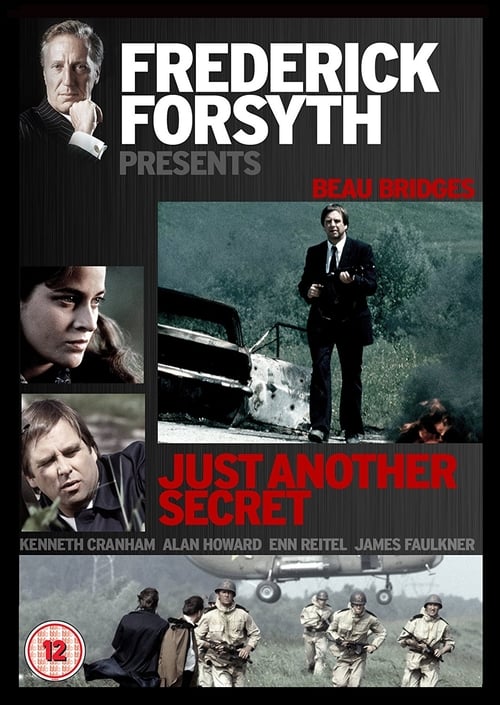 FREDERICK
FORSYTH
PRESENTS
BEAU BRIDGES
JUST ANOTHER
SECRET
KENNETH CRANHAM ALAN HOWARD ENN REITEL JAMES FAULKNER
12